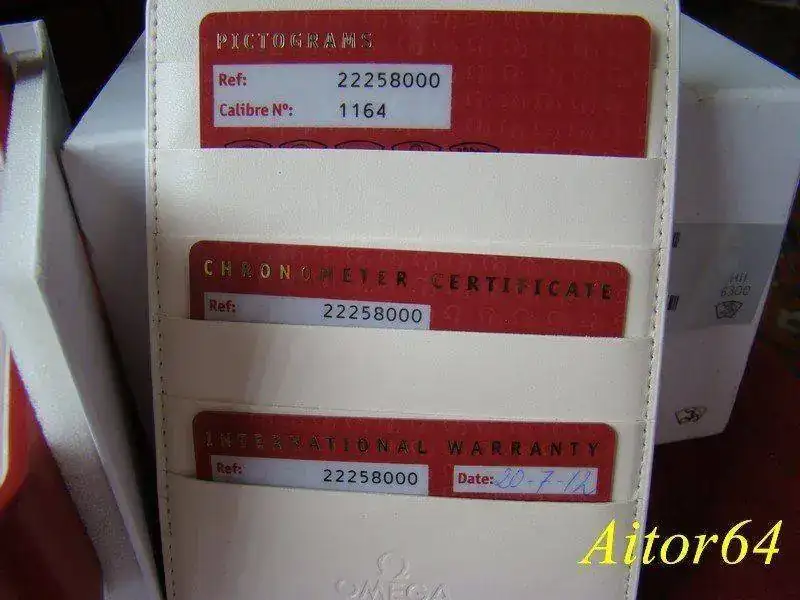 PICTOGRAMS
Ref: 22258000
Calibre Nº: 1164
CHRONOMETER CERTIFICATE
Ref: 22258000
INTERNATIONAL WARRANTY
Ref: 22258000 Date: 20-7-12
Ω
OMEGA
6300
Aitor64